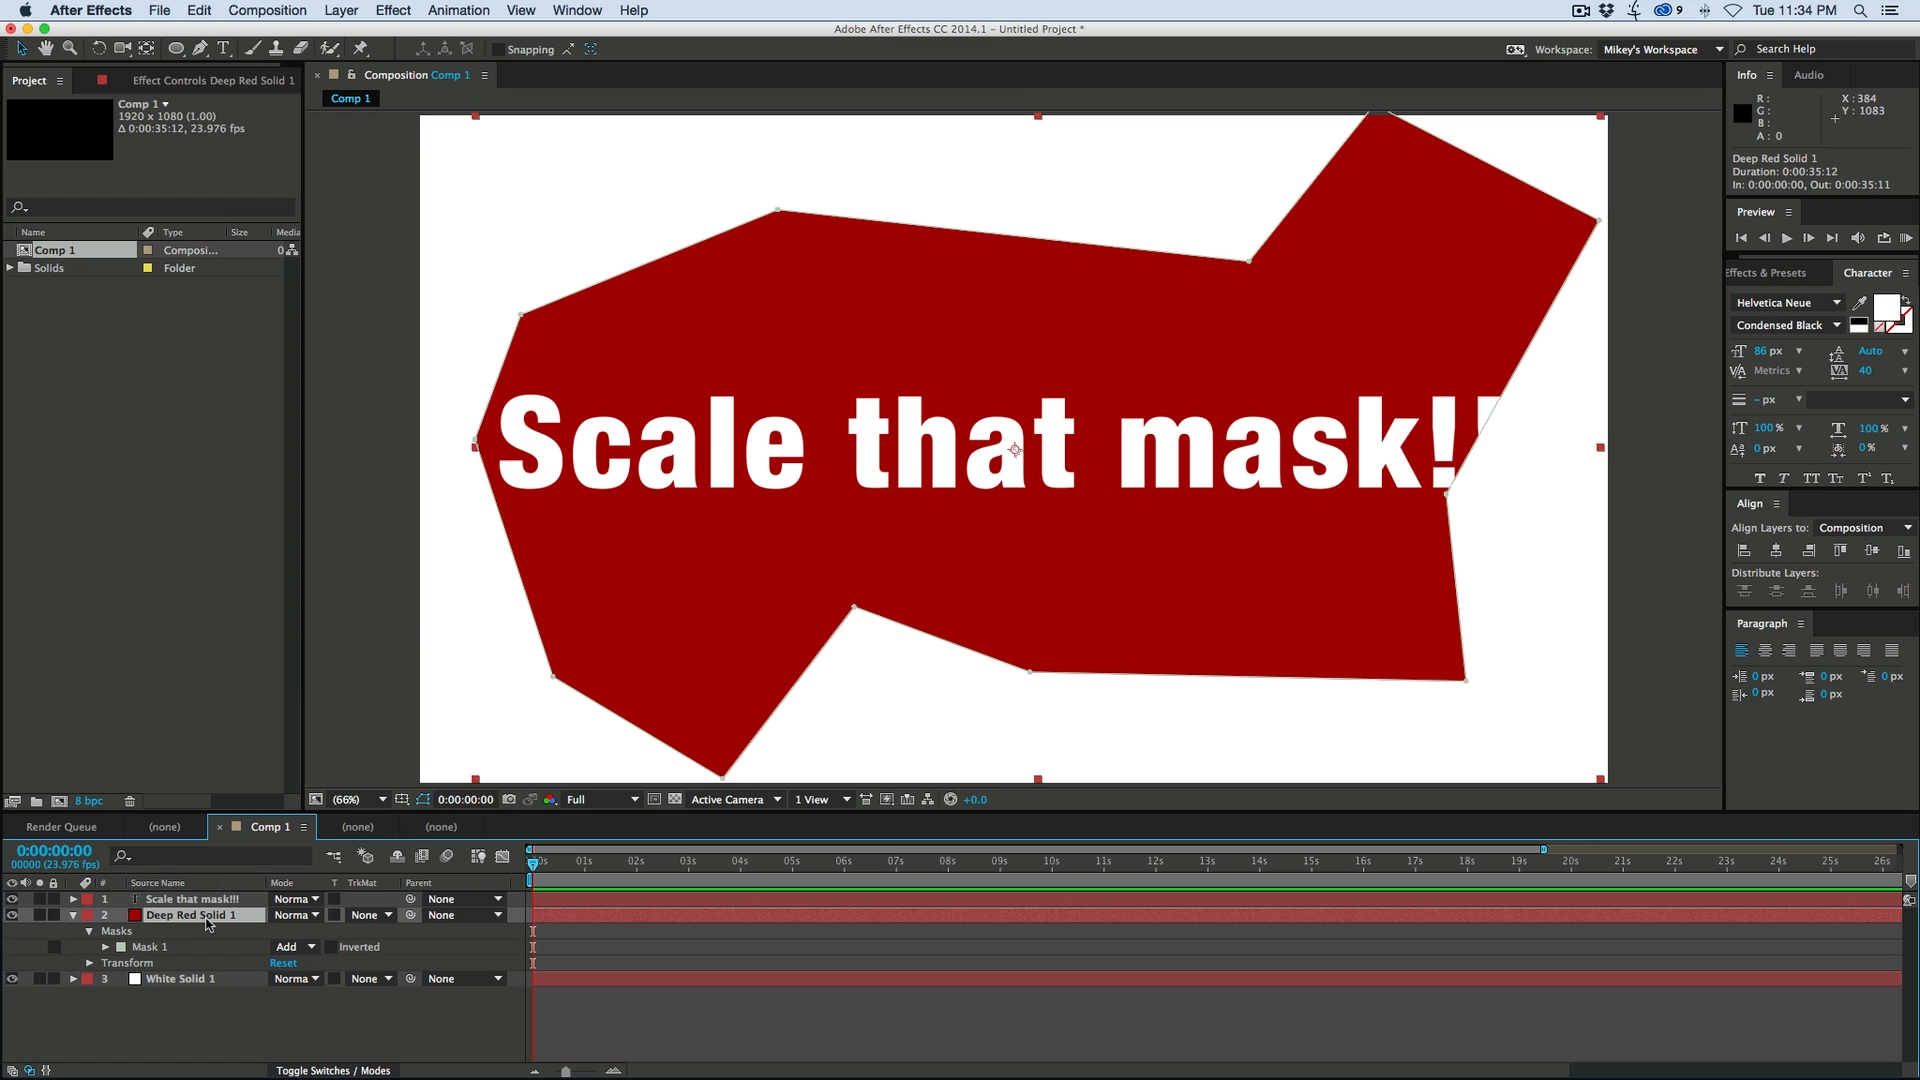 After Effects File Edit Composition Layer Effect Animation View Window Help 9 Tue 11:34 PM
Adobe After Effects CC 2014.1 – Untitled Project *
Snapping Workspace: Mikey's Workspace Search Help
Project Effect Controls Deep Red Solid 1
Composition Comp 1
Info Audio
Comp 1
Comp 1
1920 x 1080 (1.00)
Δ 0:00:35:12, 23.976 fps
R :
G :
B :
A : 0
X : 384
Y : 1083
Deep Red Solid 1
Duration: 0:00:35:12
In: 0:00:00:00, Out: 0:00:35:11
Preview
Name Type Size Media
Comp 1 Composi... 0
Solids Folder
Effects & Presets Character
Helvetica Neue
Condensed Black
86 px Auto
Metrics 40
– px
100 % 100 %
0 px 0 %
T T TT Tr T¹ T₁
Scale that mask!
Align
Align Layers to: Composition
Distribute Layers:
Paragraph
0 px 0 px 0 px
0 px 0 px
8 bpc
(66%) 0:00:00:00 Full Active Camera 1 View +0.0
Render Queue (none) Comp 1 (none) (none)
0:00:00:00
00000 (23.976 fps)
01s 02s 03s 04s 05s 06s 07s 08s 09s 10s 11s 12s 13s 14s 15s 16s 17s 18s 19s 20s 21s 22s 23s 24s 25s 26s
# Source Name Mode T TrkMat Parent
1 T Scale that mask!!! Norma None
2 Deep Red Solid 1 Norma None None
Masks
Mask 1 Add Inverted
Transform Reset
3 White Solid 1 Norma None None
Toggle Switches / Modes